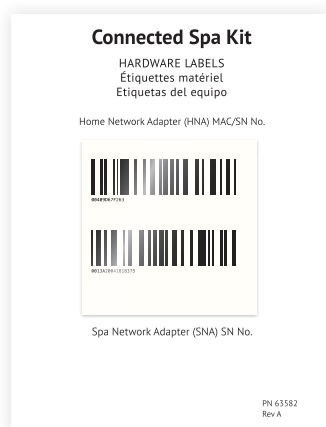 Connected Spa Kit
HARDWARE LABELS
Étiquettes matériel
Etiquetas del equipo
Home Network Adapter (HNA) MAC/SN No.
Spa Network Adapter (SNA) SN No.
PN 63582
Rev A